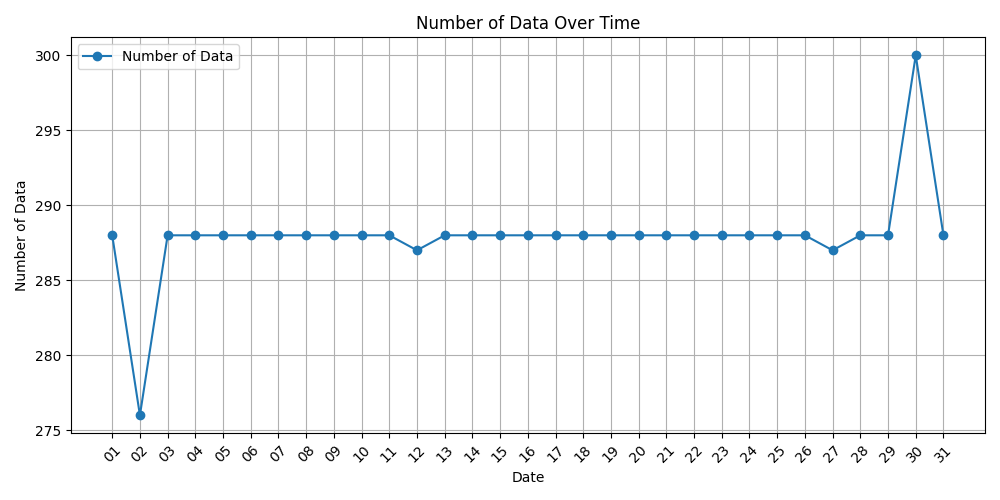 Number of Data Over Time
Number of Data
300
295
290
285
280
275
Number of Data
01 02 03 04 05 06 07 08 09 10 11 12 13 14 15 16 17 18 19 20 21 22 23 24 25 26 27 28 29 30 31
Date